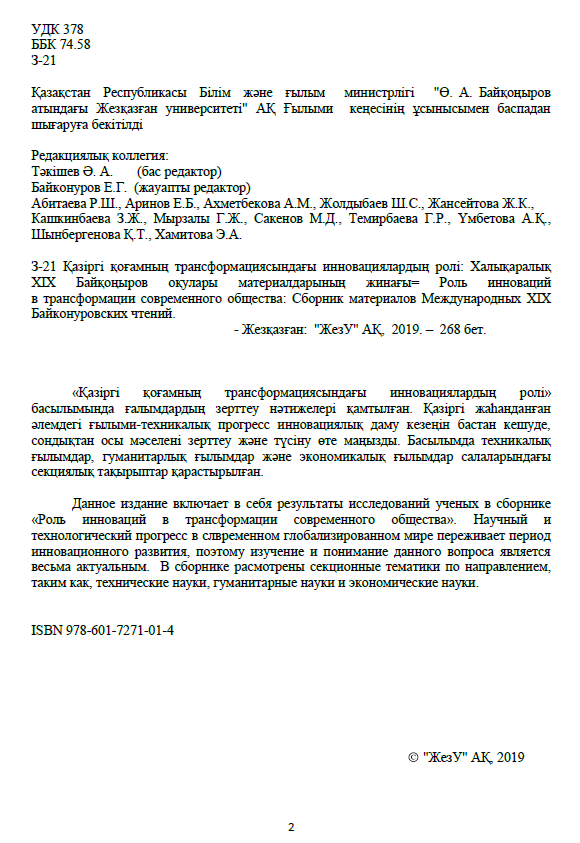 УДК 378
ББК 74.58
З-21
Қазақстан Республикасы Білім және ғылым министрлігі "Ө. А. Байқоңыров
атындағы Жезқазған университеті" АҚ Ғылыми кеңесінің ұсынысымен баспадан
шығаруға бекітілді
Редакциялық коллегия:
Тәкішев Ә. А. (бас редактор)
Байконуров Е.Г. (жауапты редактор)
Абитаева Р.Ш., Аринов Е.Б., Ахметбекова А.М., Жолдыбаев Ш.С., Жансейтова Ж.К.,
Кашкинбаева З.Ж., Мырзалы Г.Ж., Сакенов М.Д., Темирбаева Г.Р., Үмбетова А.Қ.,
Шынбергенова Қ.Т., Хамитова Э.А.
З-21 Қазіргі қоғамның трансформациясындағы инновациялардың ролі: Халықаралық
XIX Байқоңыров оқулары материалдарының жинағы= Роль инноваций
в трансформации современного общества: Сборник материалов Международных XIX
Байконуровских чтений.
- Жезқазған: "ЖезУ" АҚ, 2019. – 268 бет.
«Қазіргі қоғамның трансформациясындағы инновациялардың ролі»
басылымында ғалымдардың зерттеу нәтижелері қамтылған. Қазіргі жаһанданған
әлемдегі ғылыми-техникалық прогресс инновациялық даму кезеңін бастан кешуде,
сондықтан осы мәселені зерттеу және түсіну өте маңызды. Басылымда техникалық
ғылымдар, гуманитарлық ғылымдар және экономикалық ғылымдар салаларындағы
секциялық тақырыптар қарастырылған.
Данное издание включает в себя результаты исследований ученых в сборнике
«Роль инноваций в трансформации современного общества». Научный и
технологический прогресс в слвременном глобализированном мире переживает период
инновационного развития, поэтому изучение и понимание данного вопроса является
весьма актуальным. В сборнике расмотрены секционные тематики по направлением,
таким как, технические науки, гуманитарные науки и экономические науки.
ISBN 978-601-7271-01-4
© "ЖезУ" АҚ, 2019
2